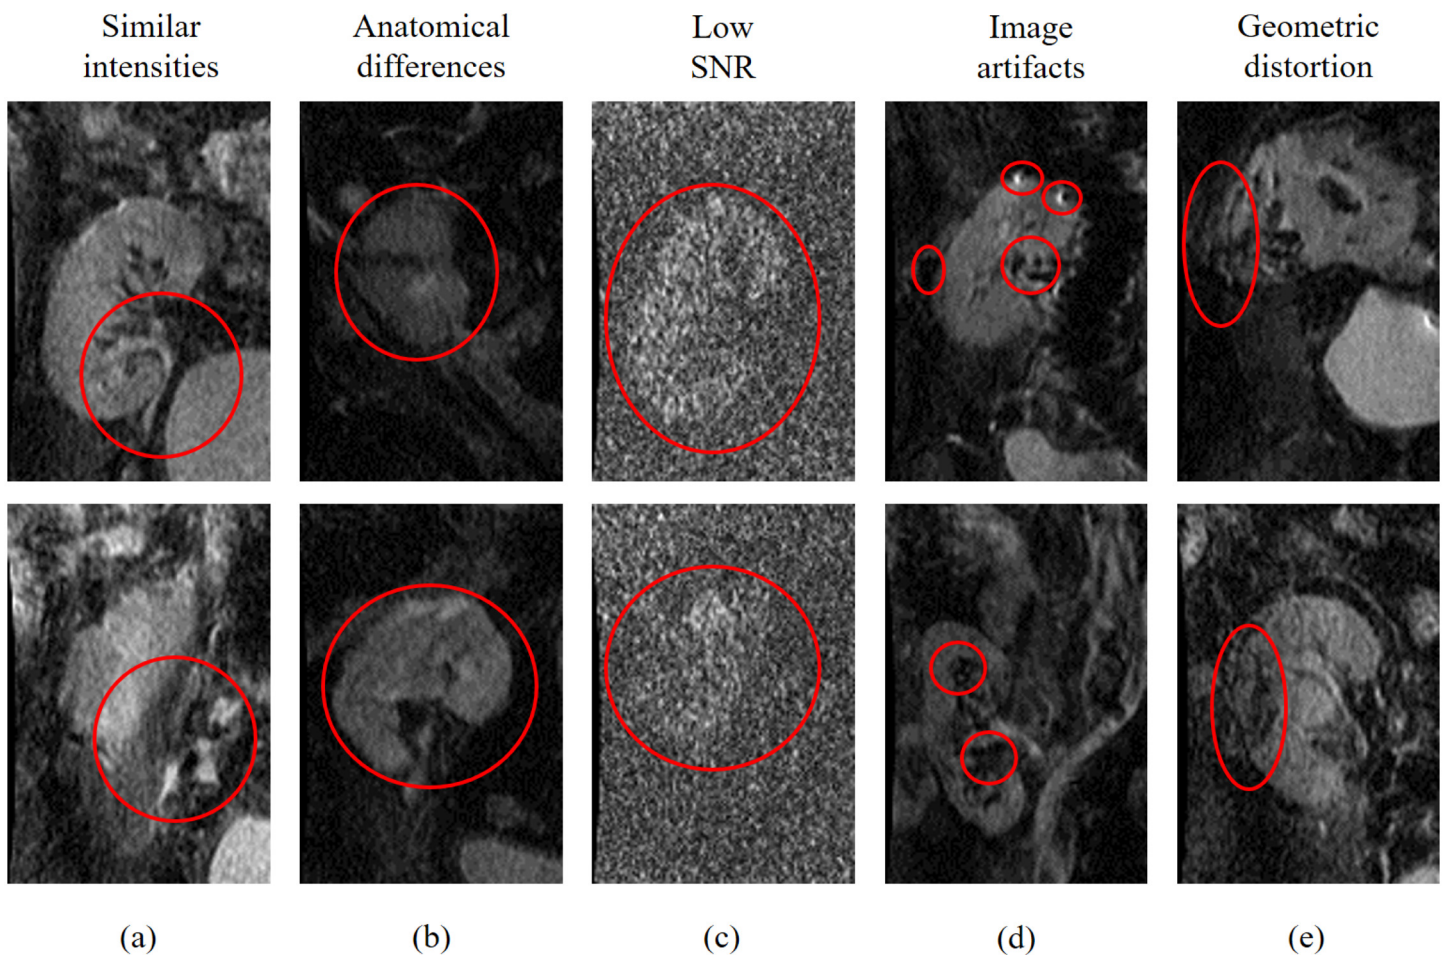 Similar
intensities
Anatomical
differences
Low
SNR
Image
artifacts
Geometric
distortion
(a)
(b)
(c)
(d)
(e)